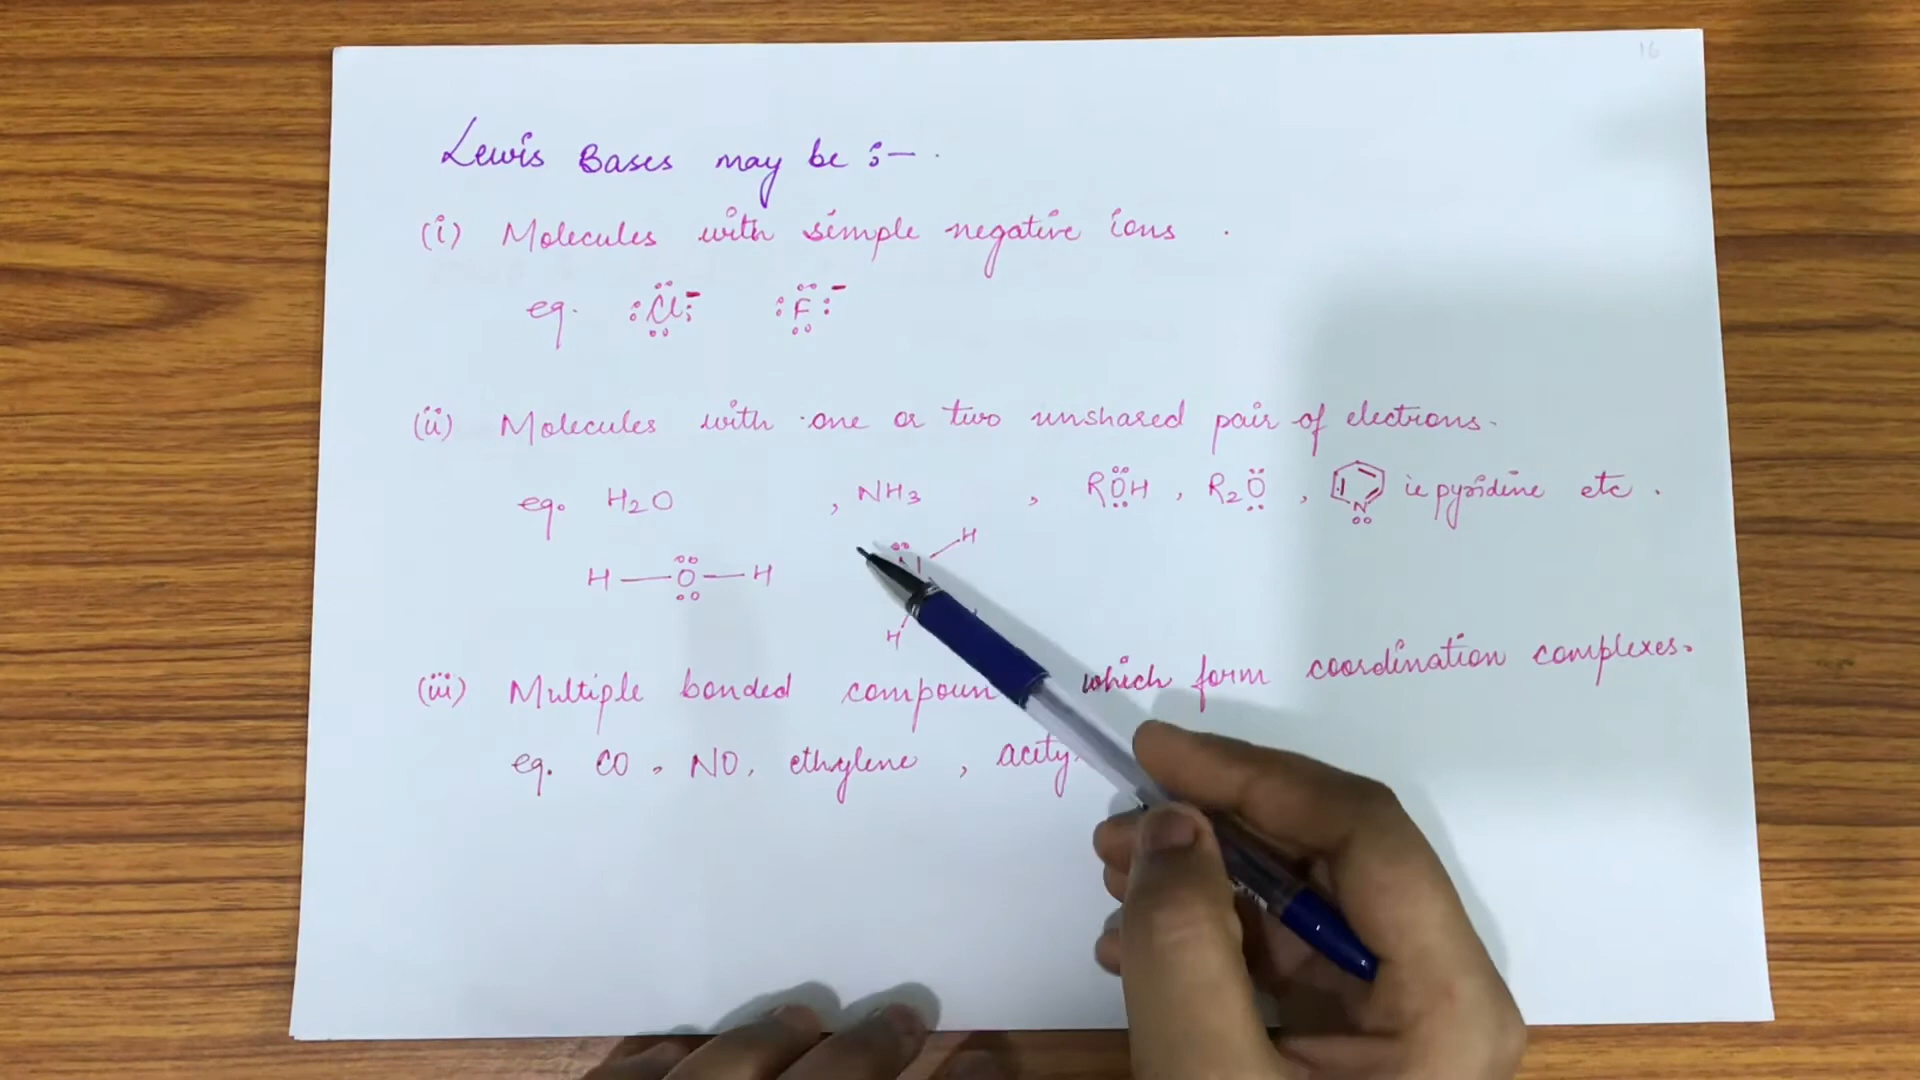 16
Lewis Bases may be :—
(i) Molecules with simple negative ions.
eg. :Cl:⁻ :F:⁻
(ii) Molecules with one or two unshared pair of electrons.
eg. H2O , NH3 , RÖH , R2Ö , N ie pyridine etc.
H—O—H H H
(iii) Multiple bonded which form coordination complexes.
eg. CO, NO, ethylene,